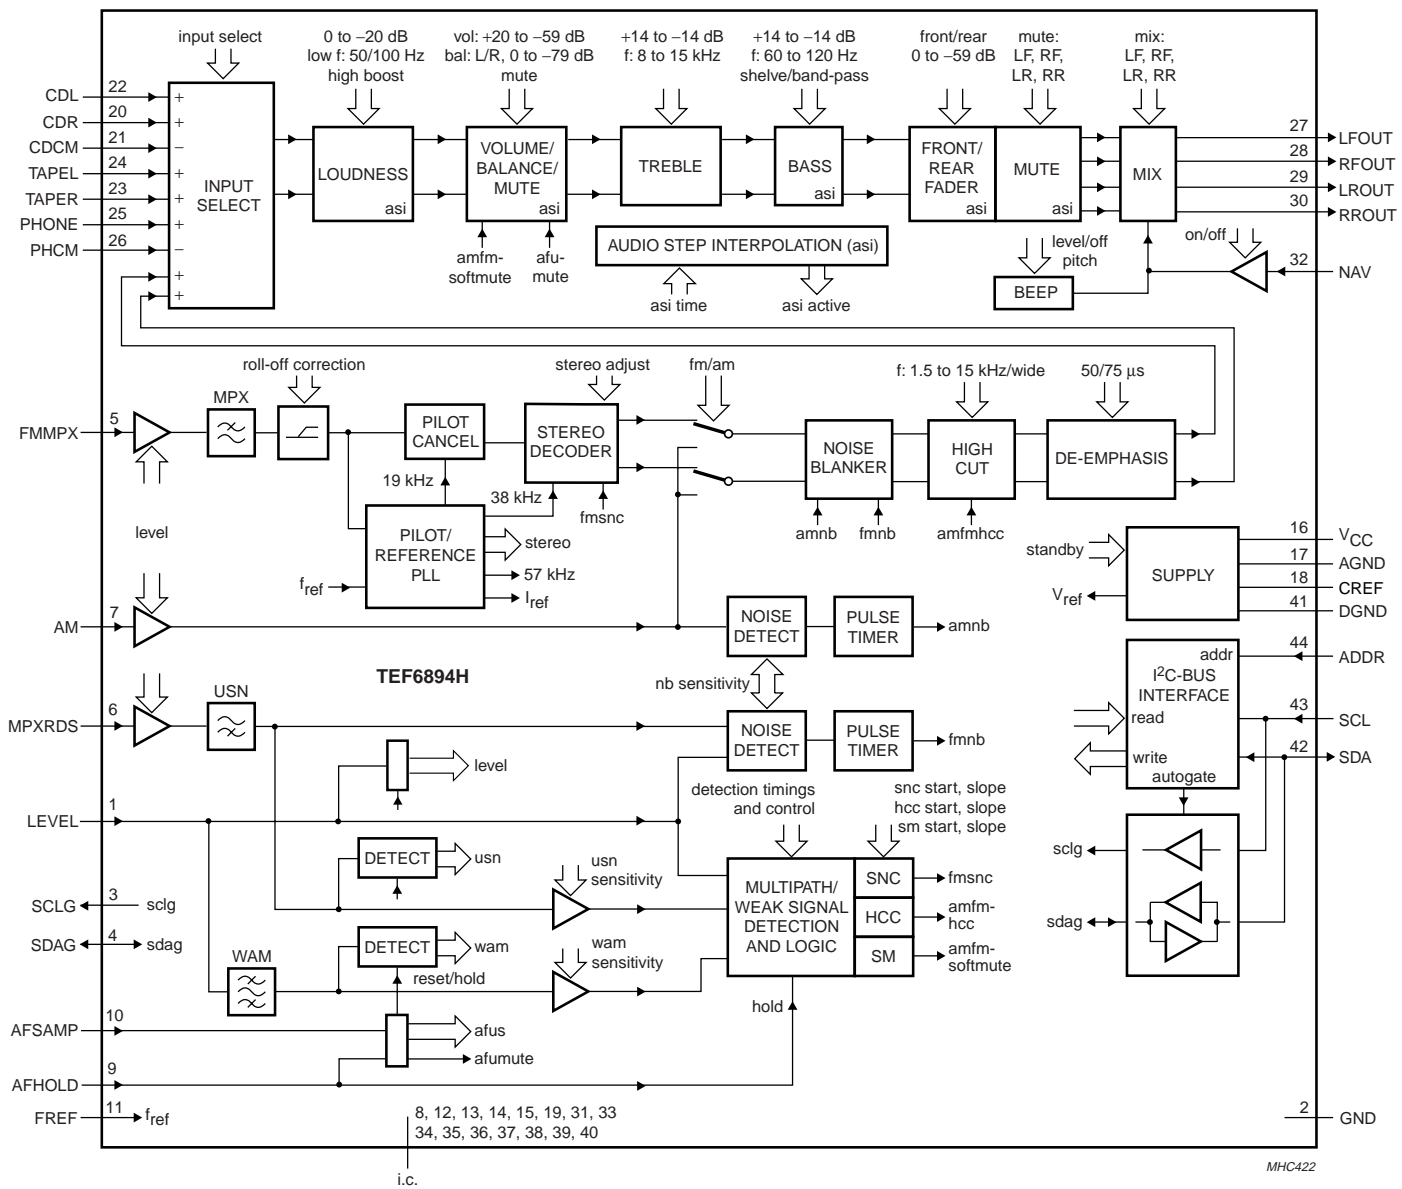 input select
0 to −20 dB
low f: 50/100 Hz
high boost
vol: +20 to −59 dB
bal: L/R, 0 to −79 dB
mute
+14 to −14 dB
f: 8 to 15 kHz
+14 to −14 dB
f: 60 to 120 Hz
shelve/band-pass
front/rear
0 to −59 dB
mute:
LF, RF,
LR, RR
mix:
LF, RF,
LR, RR
CDL 22 +
CDR 20 +
CDCM 21 −
TAPEL 24 +
TAPER 23 +
PHONE 25 +
PHCM 26 −
+
+
INPUT
SELECT
LOUDNESS
asi
VOLUME/
BALANCE/
MUTE
asi
TREBLE
BASS
asi
FRONT/
REAR
FADER
asi
MUTE
asi
MIX
27 LFOUT
28 RFOUT
29 LROUT
30 RROUT
amfm-
softmute
afu-
mute
AUDIO STEP INTERPOLATION (asi)
asi time
asi active
level/off
pitch
BEEP
on/off
32 NAV
roll-off correction
stereo adjust
fm/am
f: 1.5 to 15 kHz/wide
50/75 μs
FMMPX 5
MPX
PILOT
CANCEL
STEREO
DECODER
NOISE
BLANKER
HIGH
CUT
DE-EMPHASIS
19 kHz
38 kHz
fmsnc
amnb
fmnb
amfmhcc
level
PILOT/
REFERENCE
PLL
stereo
57 kHz
Iref
fref
standby
Vref
SUPPLY
16 VCC
17 AGND
18 CREF
41 DGND
AM 7
NOISE
DETECT
PULSE
TIMER
amnb
TEF6894H
nb sensitivity
addr
I2C-BUS
INTERFACE
read
write
autogate
44 ADDR
43 SCL
42 SDA
MPXRDS 6
USN
NOISE
DETECT
PULSE
TIMER
fmnb
level
detection timings
and control
snc start, slope
hcc start, slope
sm start, slope
LEVEL 1
DETECT
usn
usn
sensitivity
sclg
sdag
MULTIPATH/
WEAK SIGNAL
DETECTION
AND LOGIC
SNC
fmsnc
HCC
amfm-
hcc
SM
amfm-
softmute
SCLG 3 sclg
SDAG 4 sdag
WAM
DETECT
wam
reset/hold
wam
sensitivity
hold
AFSAMP 10
afus
afumute
AFHOLD 9
FREF 11 fref
8, 12, 13, 14, 15, 19, 31, 33
34, 35, 36, 37, 38, 39, 40
i.c.
2 GND
MHC422